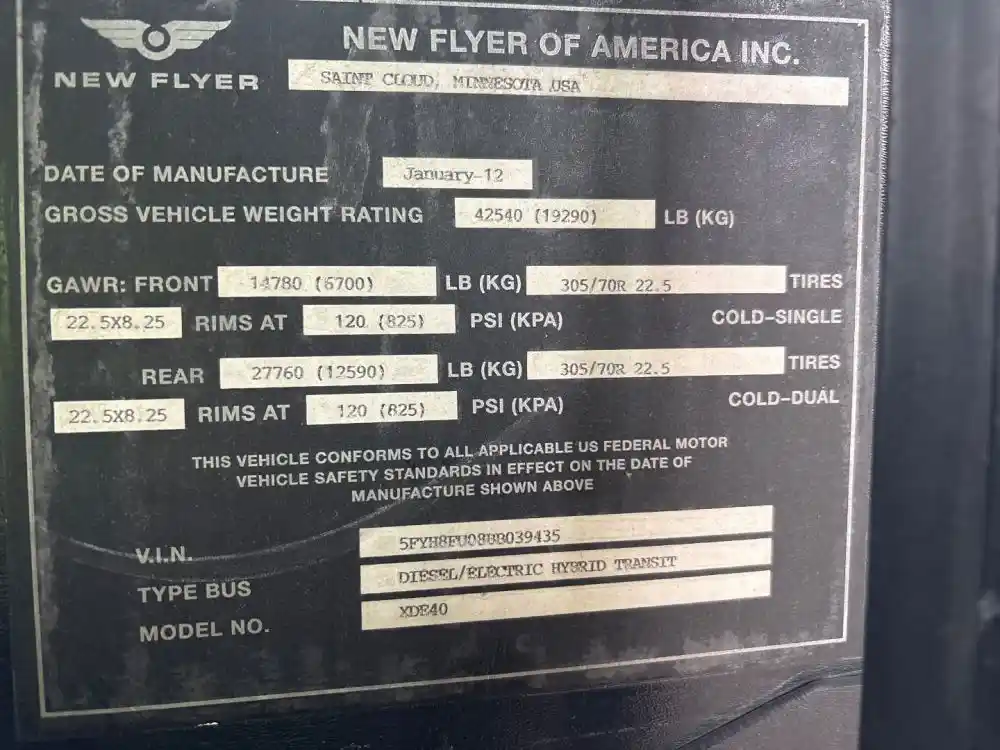 NEW FLYER
NEW FLYER OF AMERICA INC.
SAINT CLOUD, MINNESOTA USA
DATE OF MANUFACTURE January-12
GROSS VEHICLE WEIGHT RATING 42540 (19290) LB (KG)
GAWR: FRONT 14780 (6700) LB (KG) 305/70R 22.5 TIRES
22.5X8.25 RIMS AT 120 (825) PSI (KPA) COLD-SINGLE
REAR 27760 (12590) LB (KG) 305/70R 22.5 TIRES
22.5X8.25 RIMS AT 120 (825) PSI (KPA) COLD-DUAL
THIS VEHICLE CONFORMS TO ALL APPLICABLE US FEDERAL MOTOR
VEHICLE SAFETY STANDARDS IN EFFECT ON THE DATE OF
MANUFACTURE SHOWN ABOVE
V.I.N. 5FYH8FU08BB039435
TYPE BUS DIESEL/ELECTRIC HYBRID TRANSIT
MODEL NO. XDE40